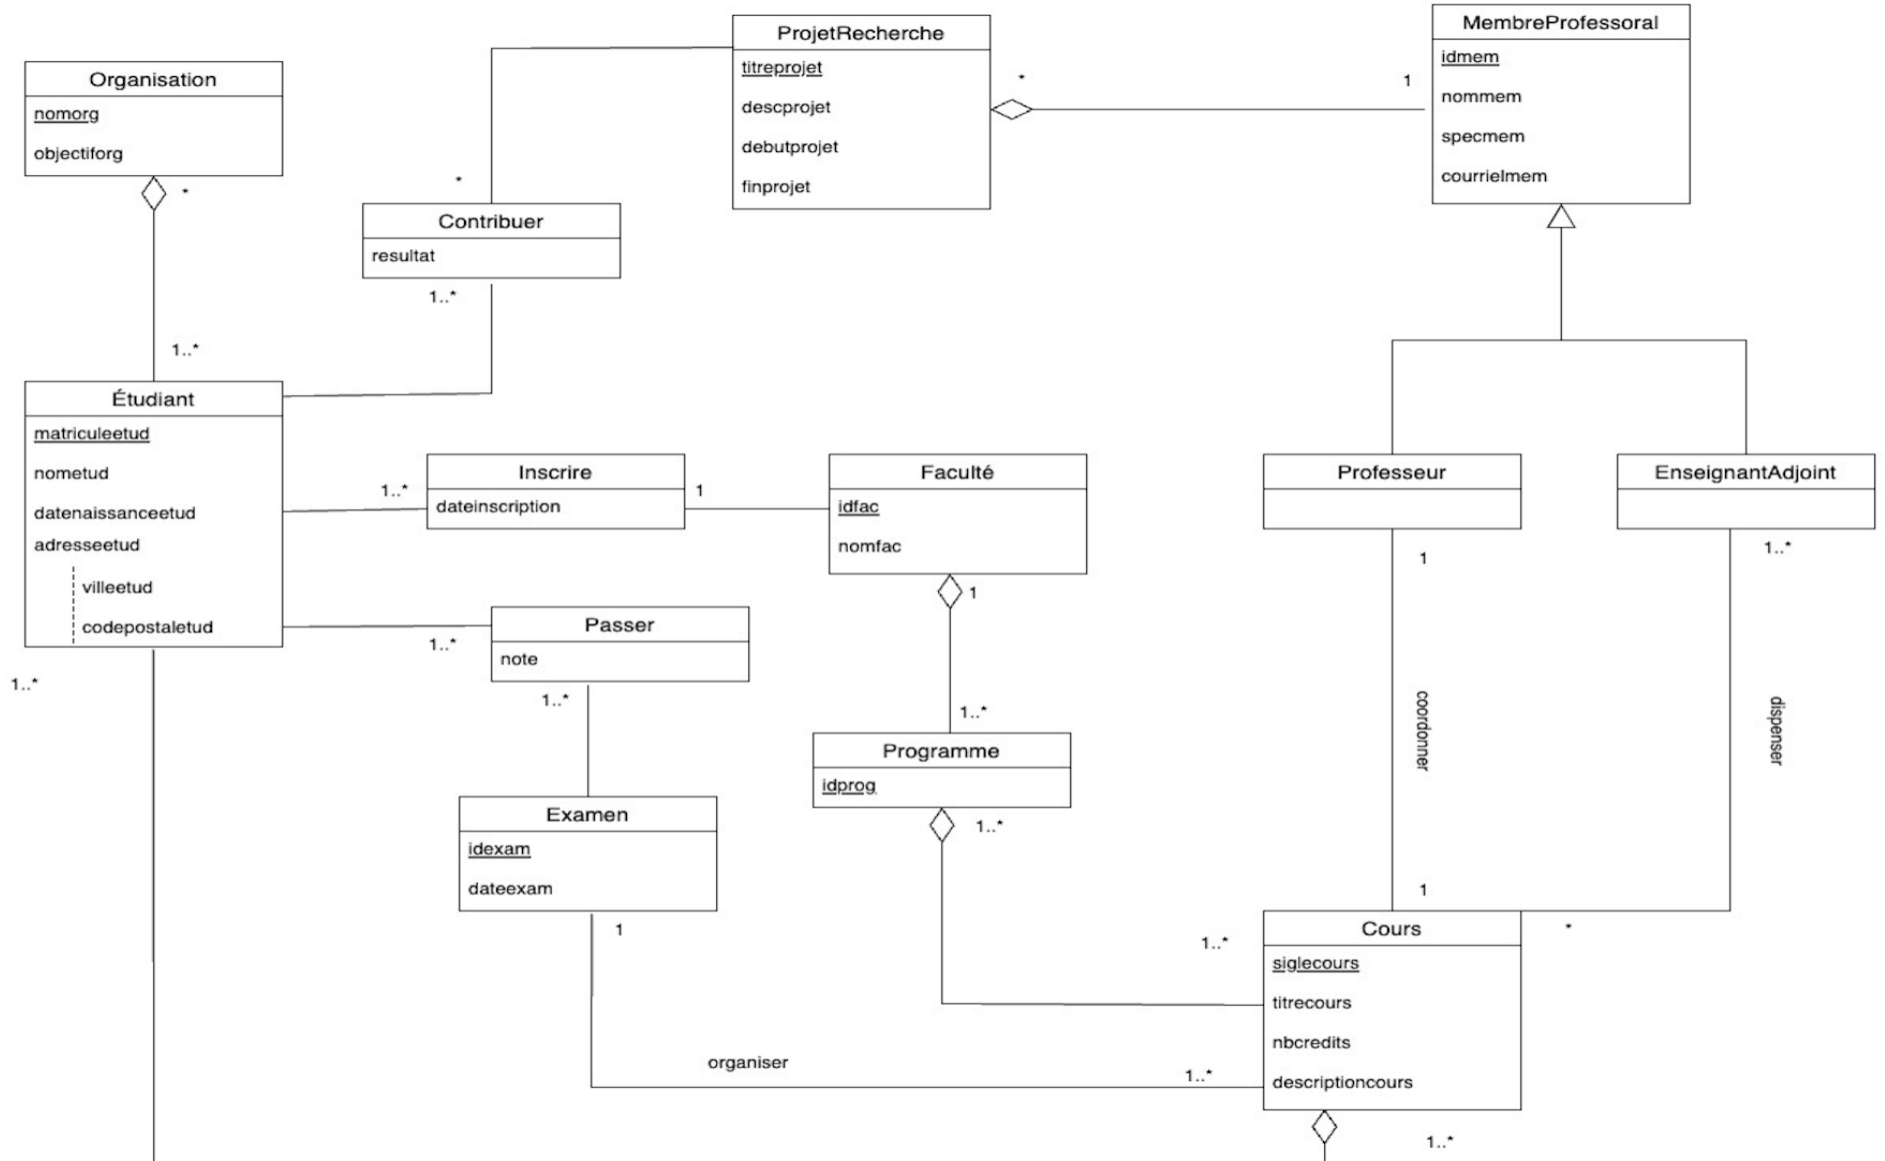 Organisation
nomorg
objectiforg
*
1..*
ProjetRecherche
titreprojet
descprojet
debutprojet
finprojet
*
1
MembreProfessoral
idmem
nommem
specmem
courrielmem
*
Contribuer
resultat
1..*
Étudiant
matriculeetud
nometud
datenaissanceetud
adresseetud
villeetud
codepostaletud
1..*
1..*
Inscrire
dateinscription
1
Faculté
idfac
nomfac
1
1..*
Passer
note
1..*
1..*
Programme
idprog
1..*
Examen
idexam
dateexam
1
organiser
1..*
Professeur
1
coordonner
1
EnseignantAdjoint
1..*
dispenser
*
1..*
Cours
siglecours
titrecours
nbcredits
descriptioncours
1..*